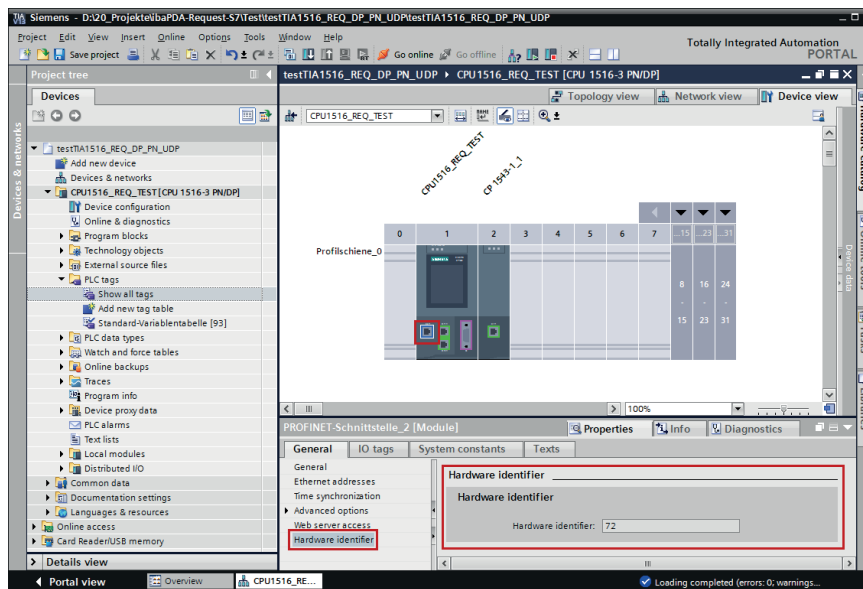 Siemens - D:\20_Projekte\ibaPDA-Request-S7\Test\testTIA1516_REQ_DP_PN_UDP\testTIA1516_REQ_DP_PN_UDP
Project Edit View Insert Online Options Tools Window Help
Totally Integrated Automation
PORTAL
Save project
Go online
Go offline
Project tree
testTIA1516_REQ_DP_PN_UDP
CPU1516_REQ_TEST [CPU 1516-3 PN/DP]
Devices
Topology view
Network view
Device view
CPU1516_REQ_TEST
Devices & networks
testTIA1516_REQ_DP_PN_UDP
Add new device
Devices & networks
CPU1516_REQ_TEST [CPU 1516-3 PN/DP]
Device configuration
Online & diagnostics
Program blocks
Technology objects
External source files
PLC tags
Show all tags
Add new tag table
Standard-Variablentabelle [93]
PLC data types
Watch and force tables
Online backups
Traces
Program info
Device proxy data
PLC alarms
Text lists
Local modules
Distributed I/O
Common data
Documentation settings
Languages & resources
Online access
Card Reader/USB memory
Details view
CPU1516_REQ_TEST
CP 1543-1_1
0 1 2 3 4 5 6 7 ...15 ...23 ...31
Profilschiene_0
SIEMENS
8 16 24
- - -
15 23 31
Device data
100%
PROFINET-Schnittstelle_2 [Module]
Properties
Info
Diagnostics
General
IO tags
System constants
Texts
General
Ethernet addresses
Time synchronization
Advanced options
Web server access
Hardware identifier
Hardware identifier
Hardware identifier
Hardware identifier: 72
Portal view
Overview
CPU1516_RE...
Loading completed (errors: 0; warnings...